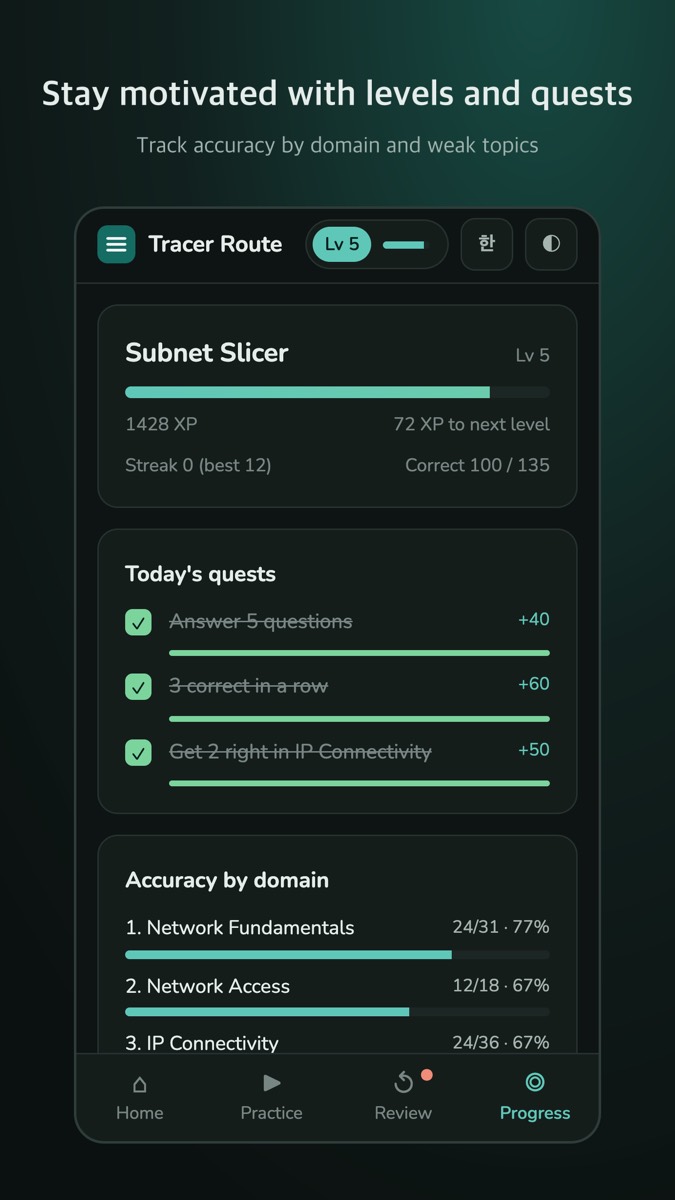 Stay motivated with levels and quests
Track accuracy by domain and weak topics
Tracer Route
Lv 5
한
Subnet Slicer
Lv 5
1428 XP
72 XP to next level
Streak 0 (best 12)
Correct 100 / 135
Today's quests
Answer 5 questions
+40
3 correct in a row
+60
Get 2 right in IP Connectivity
+50
Accuracy by domain
1. Network Fundamentals
24/31 · 77%
2. Network Access
12/18 · 67%
3. IP Connectivity
24/36 · 67%
Home
Practice
Review
Progress